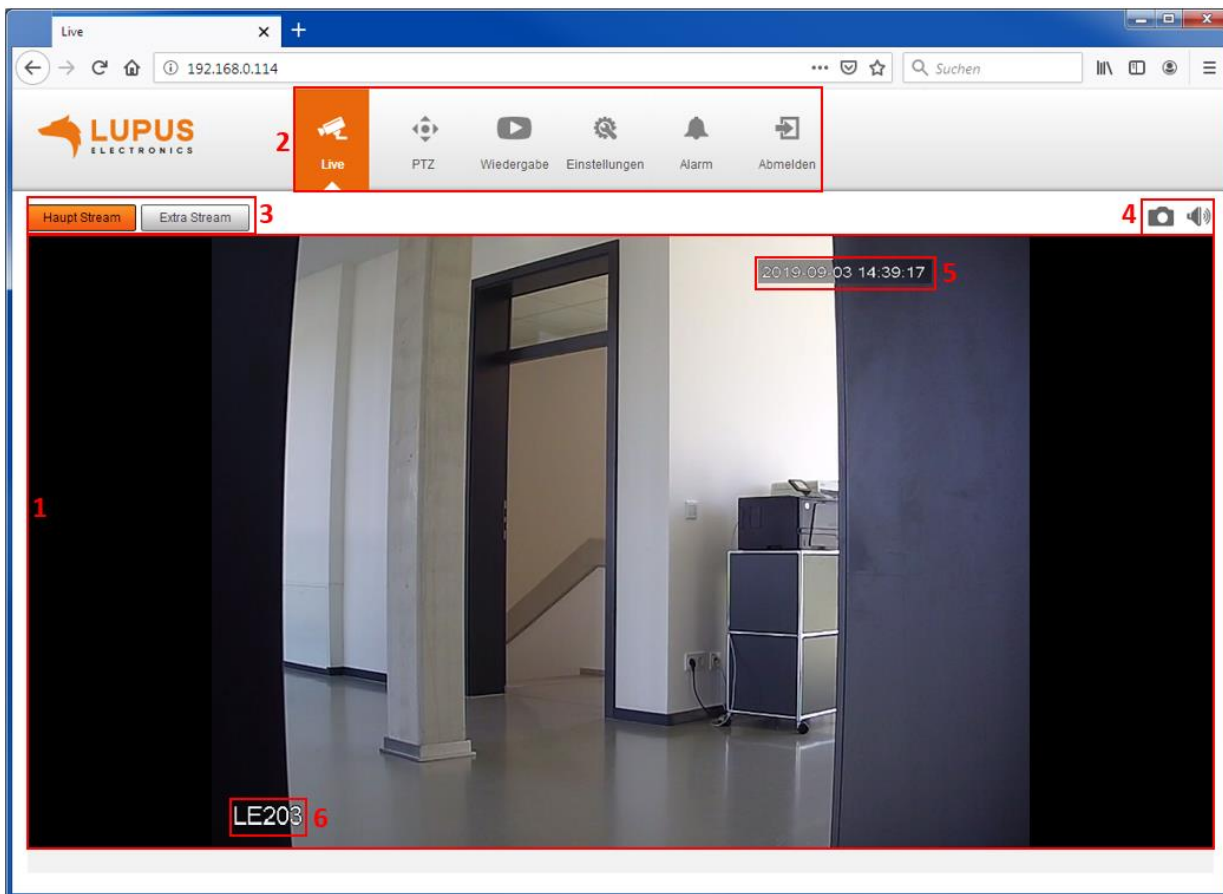 Live
192.168.0.114
Suchen
LUPUS
ELECTRONICS
2
Live
PTZ
Wiedergabe
Einstellungen
Alarm
Abmelden
Haupt Stream
Extra Stream
3
4
2019-09-03 14:39:17
5
1
LE203
6